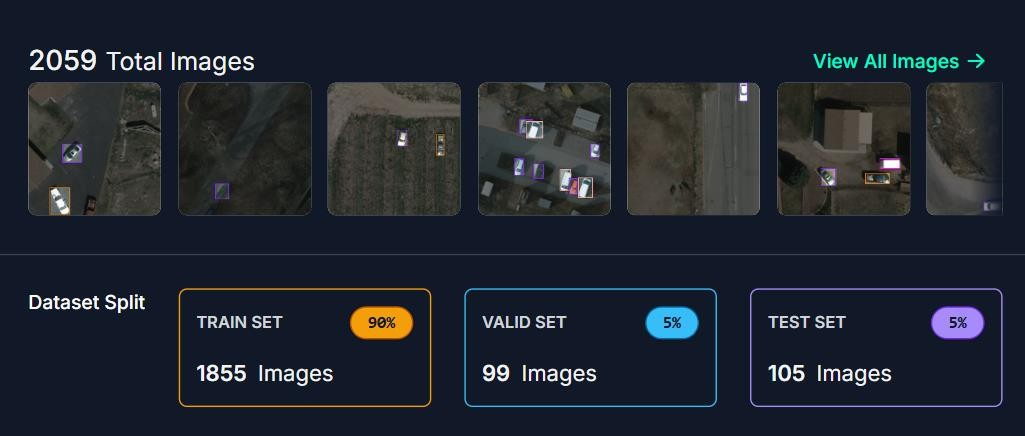 2059 Total Images
View All Images →
Dataset Split
TRAIN SET
90%
1855 Images
VALID SET
5%
99 Images
TEST SET
5%
105 Images